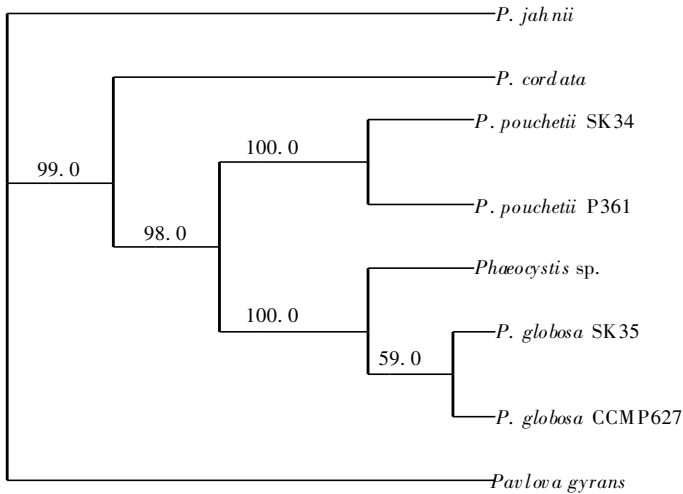 P. jahnii
P. cordata
P. pouchetii SK34
100. 0
99. 0
P. pouchetii P361
98. 0
Phaeocystis sp.
100. 0
P. globosa SK35
59. 0
P. globosa CCMP627
Pavlova gyrans